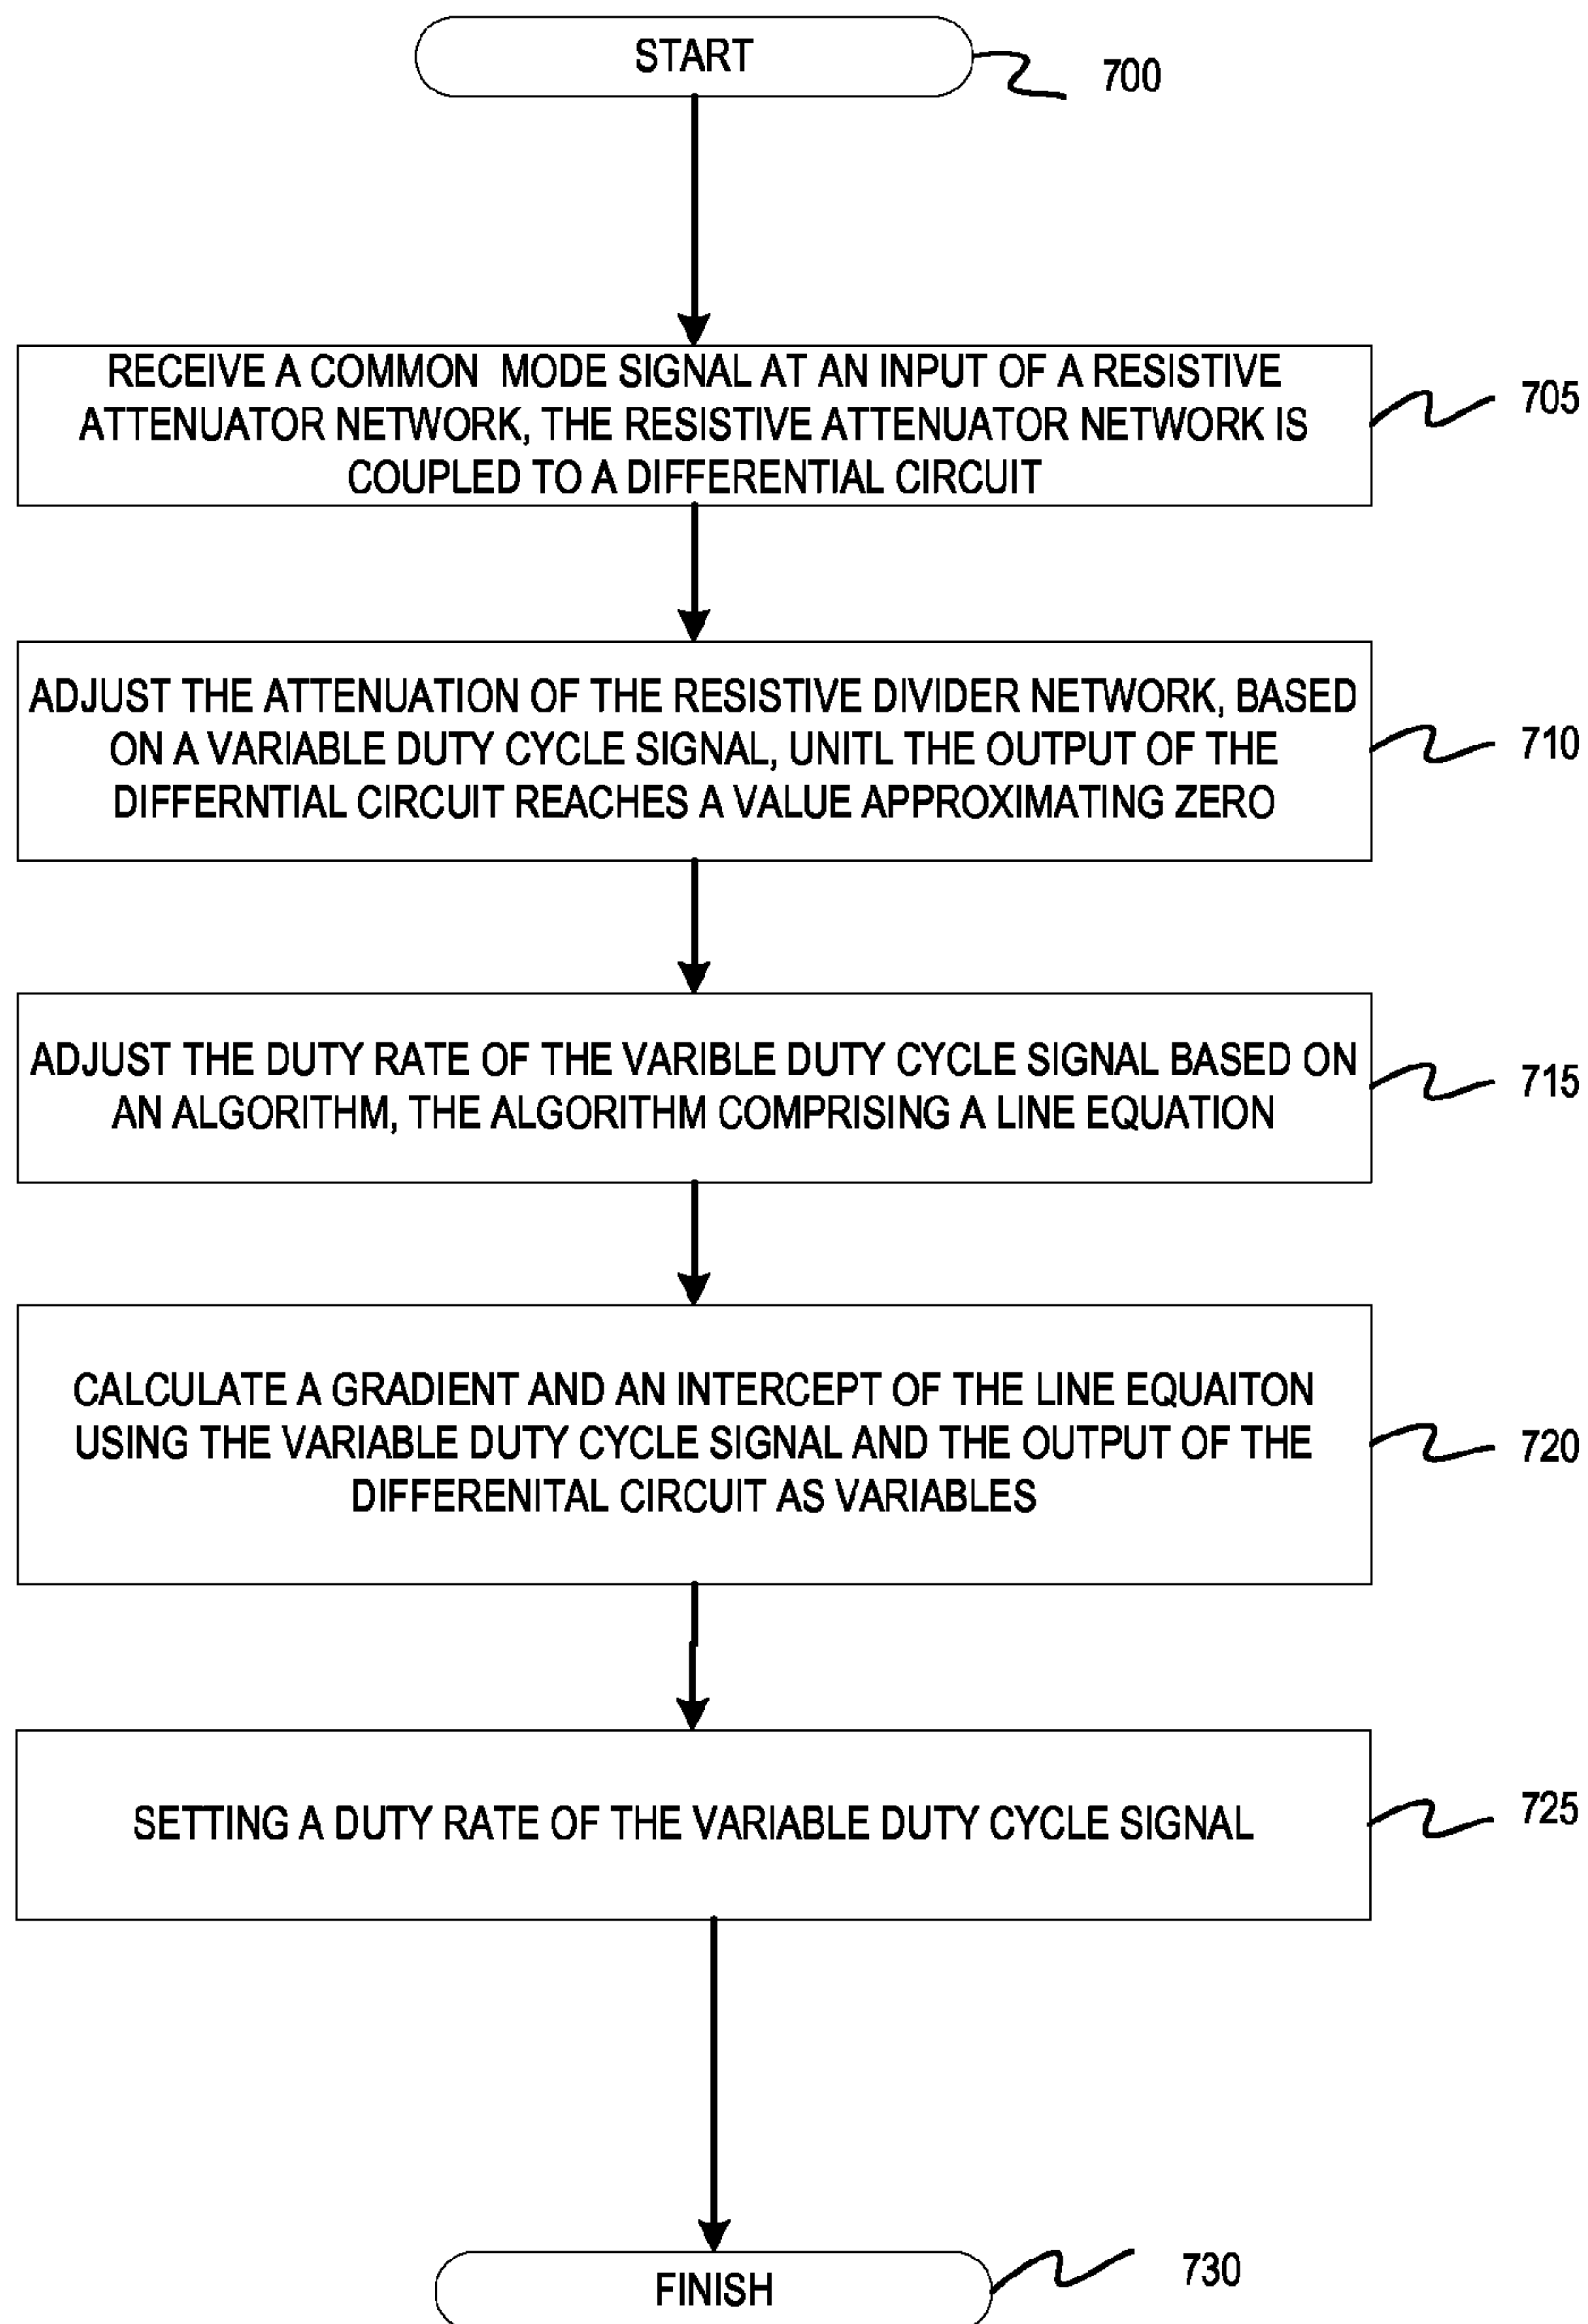 START
700
RECEIVE A COMMON MODE SIGNAL AT AN INPUT OF A RESISTIVE
ATTENUATOR NETWORK, THE RESISTIVE ATTENUATOR NETWORK IS
COUPLED TO A DIFFERENTIAL CIRCUIT
705
ADJUST THE ATTENUATION OF THE RESISTIVE DIVIDER NETWORK, BASED
ON A VARIABLE DUTY CYCLE SIGNAL, UNITL THE OUTPUT OF THE
DIFFERNTIAL CIRCUIT REACHES A VALUE APPROXIMATING ZERO
710
ADJUST THE DUTY RATE OF THE VARIBLE DUTY CYCLE SIGNAL BASED ON
AN ALGORITHM, THE ALGORITHM COMPRISING A LINE EQUATION
715
CALCULATE A GRADIENT AND AN INTERCEPT OF THE LINE EQUAITON
USING THE VARIABLE DUTY CYCLE SIGNAL AND THE OUTPUT OF THE
DIFFERENITAL CIRCUIT AS VARIABLES
720
SETTING A DUTY RATE OF THE VARIABLE DUTY CYCLE SIGNAL
725
FINISH
730